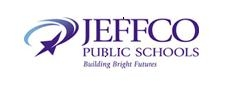 JEFFCO
PUBLIC SCHOOLS
Building Bright Futures